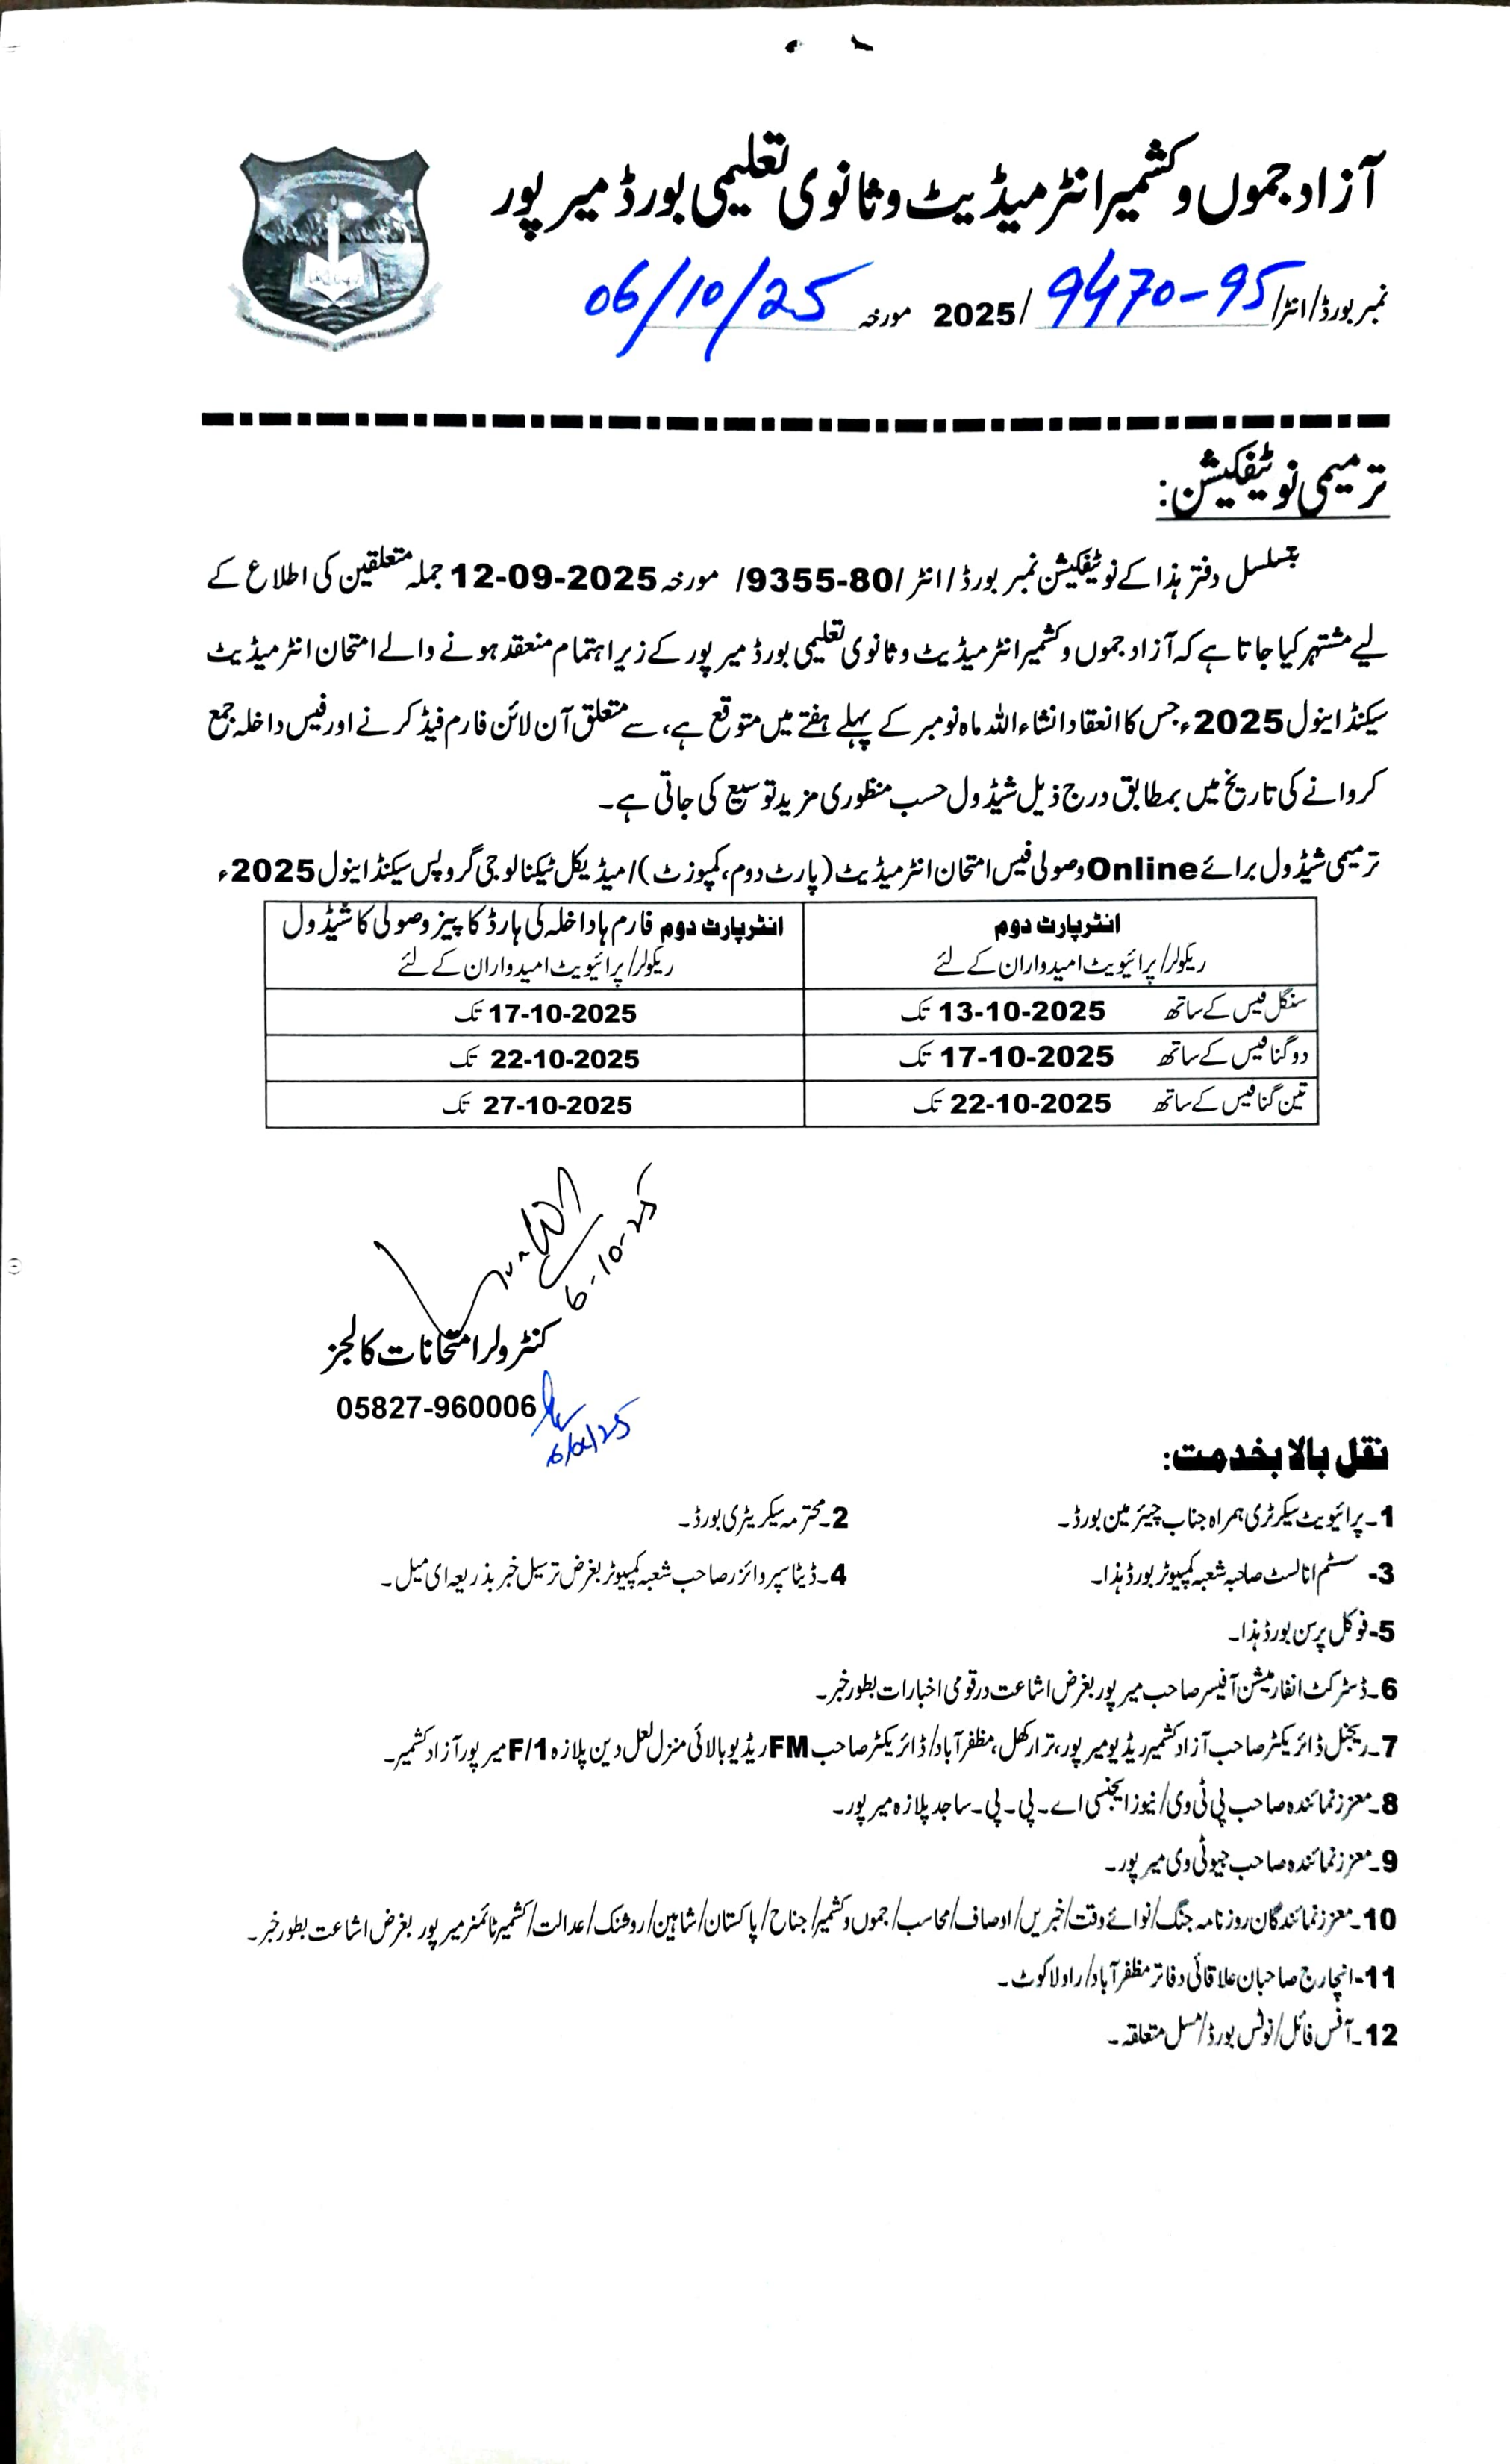 آزاد جموں و کشمیر انٹرمیڈیٹ و ثانوی تعلیمی بورڈ میرپور
نمبر بورڈ/انٹر/9470-95/2025 مورخہ 06/10/25
ترمیمی نوٹیفکیشن:
بتسلسل دفتر ہذا کے نوٹیفکیشن نمبر بورڈ/انٹر/9355-80/ مورخہ 12-09-2025 جملہ متعلقین کی اطلاع کے
لیے مشتہر کیا جاتا ہے کہ آزاد جموں و کشمیر انٹرمیڈیٹ و ثانوی تعلیمی بورڈ میرپور کے زیر اہتمام منعقد ہونے والے امتحان انٹرمیڈیٹ
سیکنڈ اینول 2025ء جس کا انعقاد انشاء اللہ ماہ نومبر کے پہلے ہفتے میں متوقع ہے، سے متعلق آن لائن فارم فیڈ کرنے اور فیس داخلہ جمع
کروانے کی تاریخ میں بمطابق درج ذیل شیڈول حسب منظوری مزید توسیع کی جاتی ہے۔
ترمیمی شیڈول برائے Online وصولی فیس امتحان انٹرمیڈیٹ (پارٹ دوم، کمپوزٹ)/میڈیکل ٹیکنالوجی گروپس سیکنڈ اینول 2025ء
انٹر پارٹ دوم انٹر پارٹ دوم فارم ہا داخلہ کی ہارڈ کاپیز وصولی کا شیڈول
ریگولر/پرائیویٹ امیدواران کے لئے ریگولر/پرائیویٹ امیدواران کے لئے
سنگل فیس کے ساتھ 13-10-2025 تک 17-10-2025 تک
دو گنا فیس کے ساتھ 17-10-2025 تک 22-10-2025 تک
تین گنا فیس کے ساتھ 22-10-2025 تک 27-10-2025 تک
6-10-25
کنٹرولر امتحانات کالجز
05827-960006
نقل بالا بخدمت:
1۔پرائیویٹ سیکرٹری ہمراہ جناب چیئرمین بورڈ۔ 2۔محترمہ سیکریٹری بورڈ۔
3- سسٹم انالسٹ صاحبہ شعبہ کمپیوٹر بورڈ ہذا۔ 4۔ڈیٹا سپروائزر صاحب شعبہ کمپیوٹر بغرض ترسیل خبر بذریعہ ای میل۔
5-فوکل پرسن بورڈ ہذا۔
6۔ڈسٹرکٹ انفارمیشن آفیسر صاحب میرپور بغرض اشاعت در قومی اخبارات بطور خبر۔
7۔ریجنل ڈائریکٹر صاحب آزاد کشمیر ریڈیو میرپور، تراڑکھل، مظفرآباد/ڈائریکٹر صاحب FM ریڈیو بالائی منزل لعل دین پلازہ F/1 میرپور آزاد کشمیر۔
8۔معزز نمائندہ صاحب پی ٹی وی/نیوز ایجنسی اے۔پی۔پی۔ساجد پلازہ میرپور۔
9۔معزز نمائندہ صاحب جیو ٹی وی میرپور۔
10۔معزز نمائندگان روزنامہ جنگ/نوائے وقت/خبریں/اوصاف/محاسب/جموں و کشمیر/جناح/پاکستان/شاہین/روشنک/عدالت/کشمیر ٹائمز میرپور بغرض اشاعت بطور خبر۔
11-انچارج صاحبان علاقائی دفاتر مظفرآباد/راولاکوٹ۔
12۔آفس فائل/نوٹس بورڈ/مسل متعلقہ۔